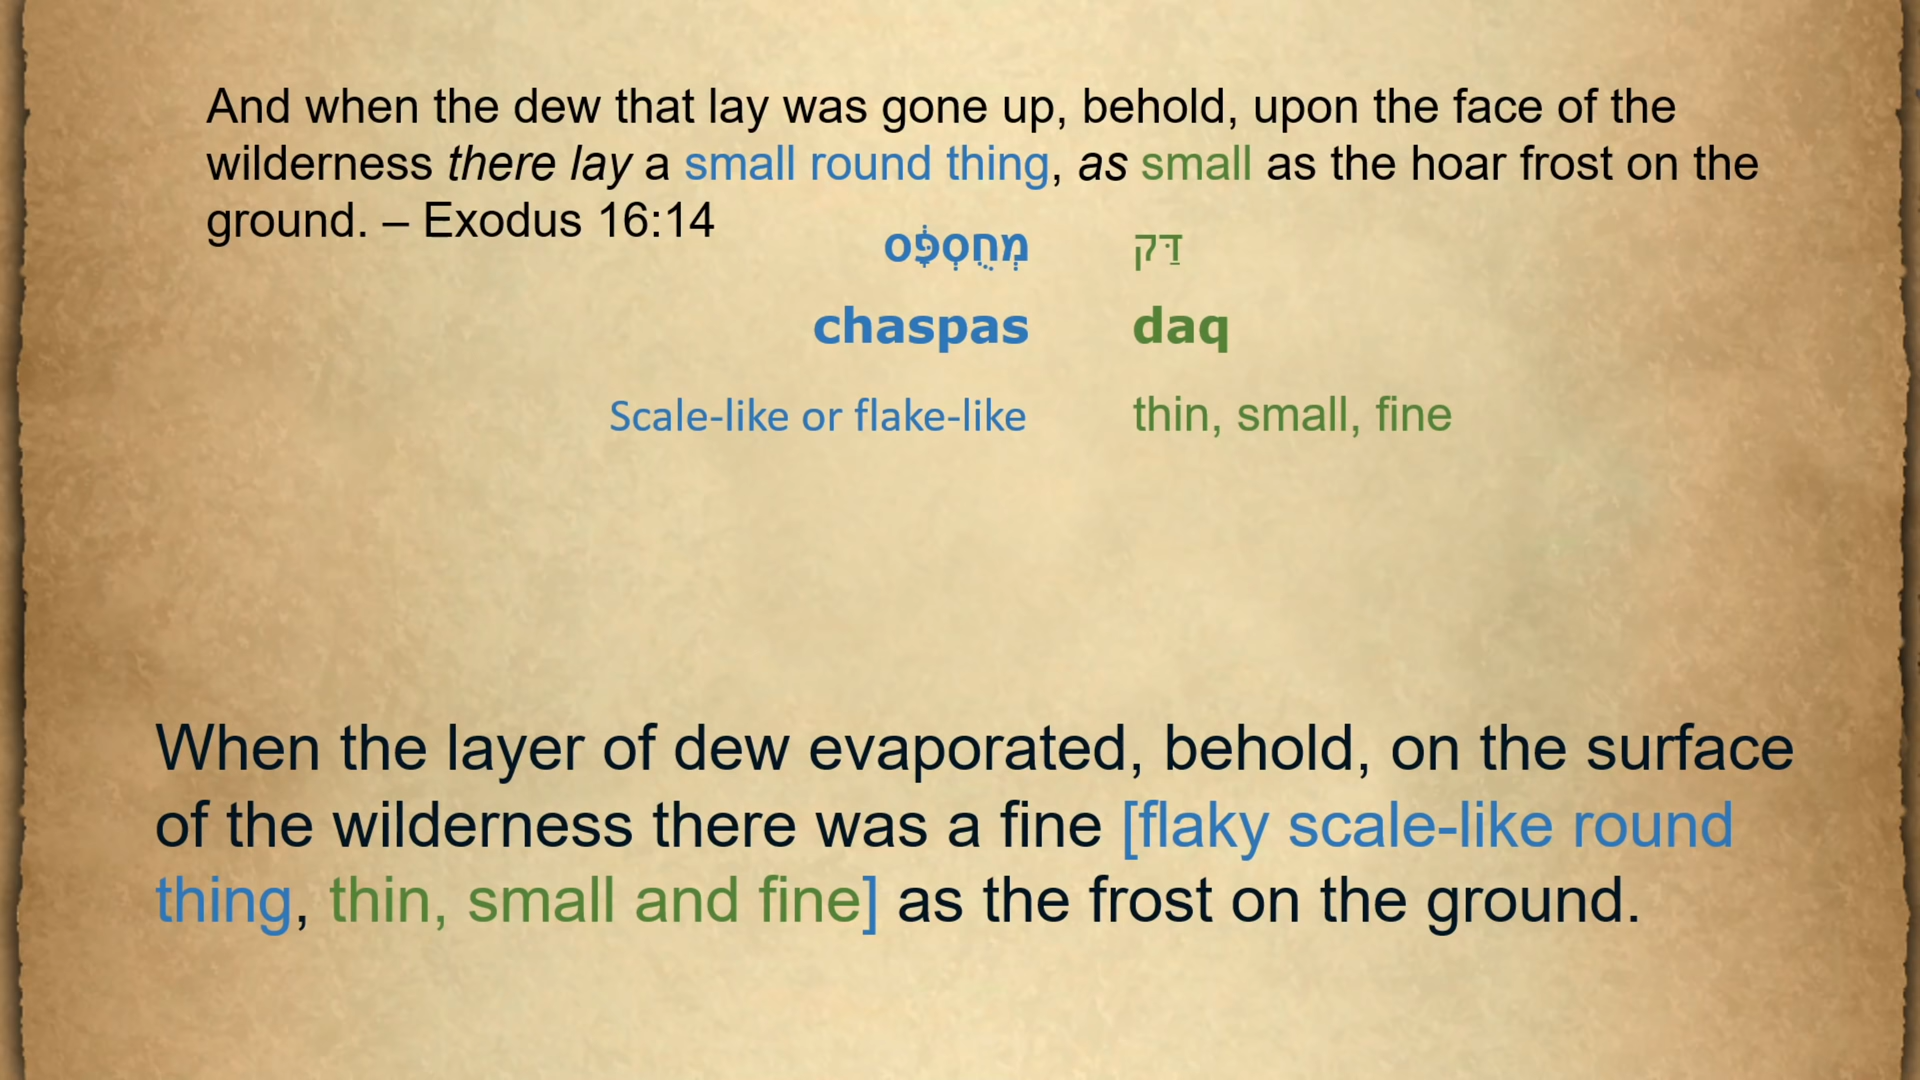 And when the dew that lay was gone up, behold, upon the face of the
wilderness there lay a small round thing, as small as the hoar frost on the
ground. – Exodus 16:14
מְחֻסְפָּ֔ס דַּק
chaspas daq
Scale-like or flake-like thin, small, fine
When the layer of dew evaporated, behold, on the surface
of the wilderness there was a fine [flaky scale-like round
thing, thin, small and fine] as the frost on the ground.